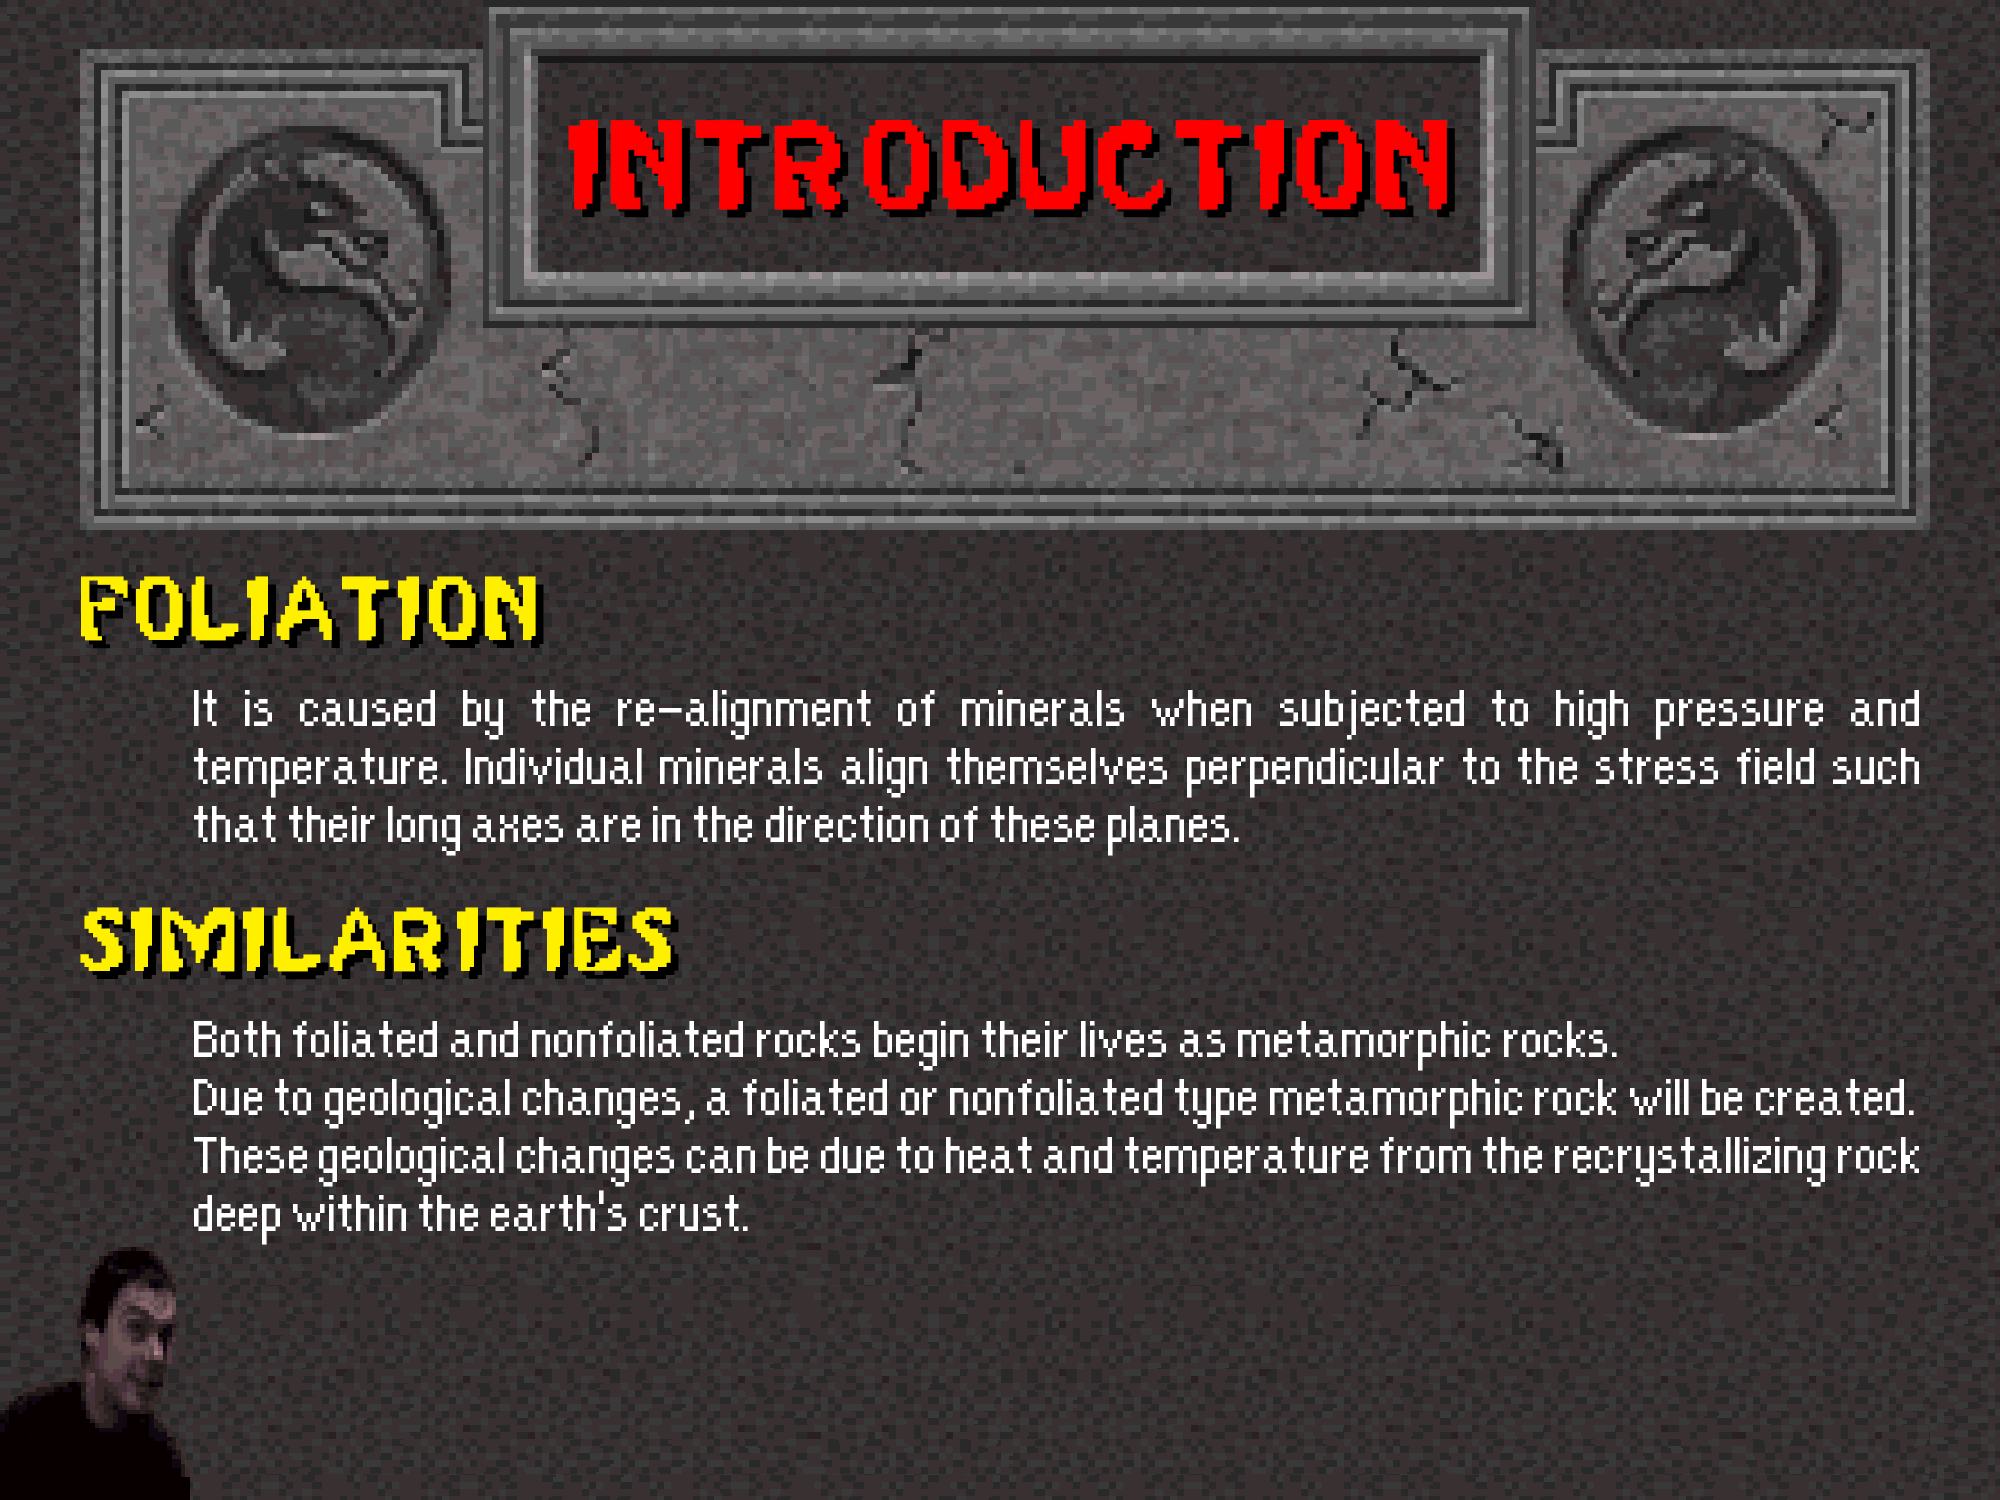 INTRODUCTION
FOLIATION
It is caused by the re-alignment of minerals when subjected to high pressure and
temperature. Individual minerals align themselves perpendicular to the stress field such
that their long axes are in the direction of these planes.
SIMILARITIES
Both foliated and nonfoliated rocks begin their lives as metamorphic rocks.
Due to geological changes, a foliated or nonfoliated type metamorphic rock will be created.
These geological changes can be due to heat and temperature from the recrystallizing rock
deep within the earth's crust.